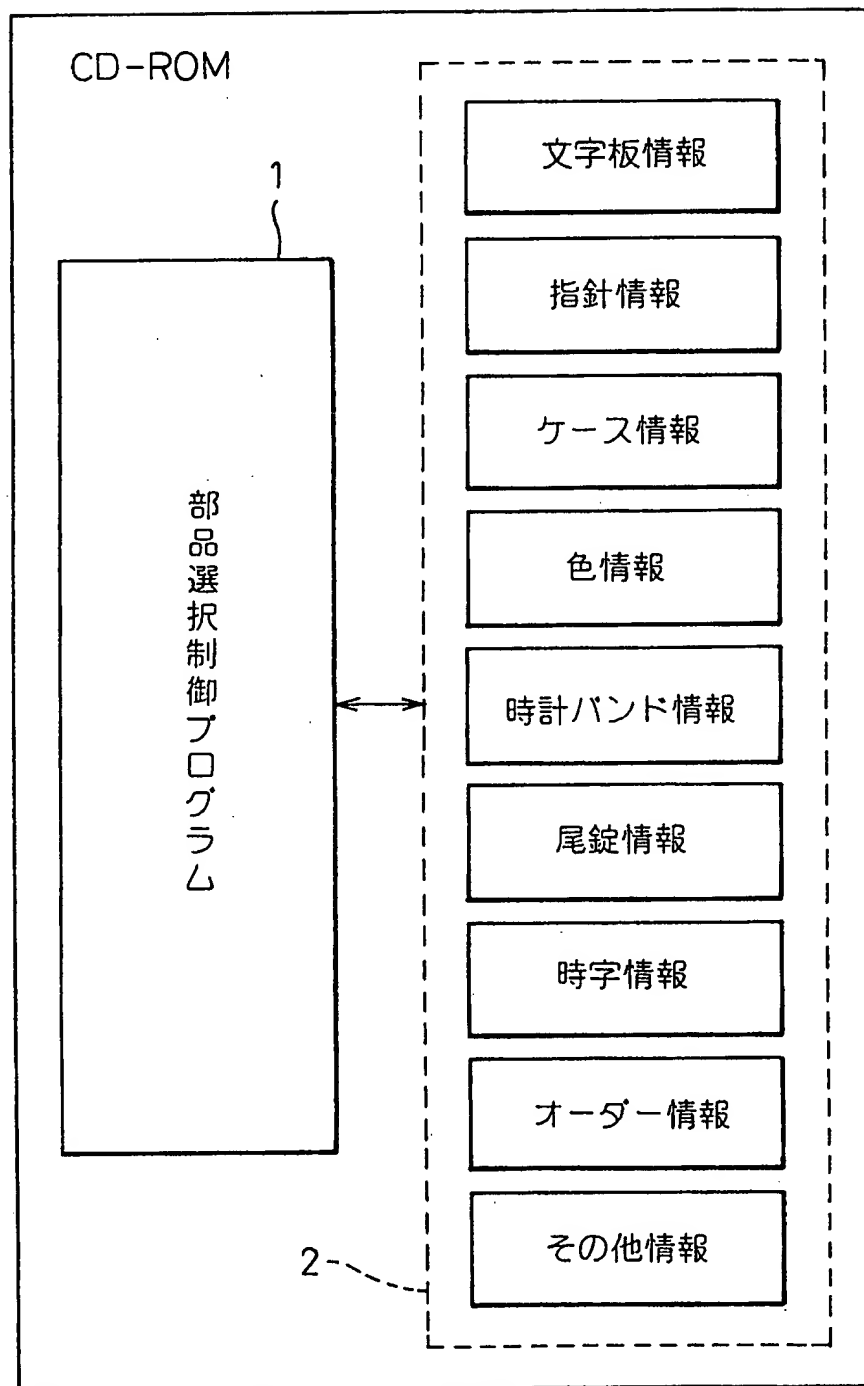 CD-ROM
1
部品選択制御プログラム
文字板情報
指針情報
ケース情報
色情報
時計バンド情報
尾錠情報
時字情報
オーダー情報
その他情報
2